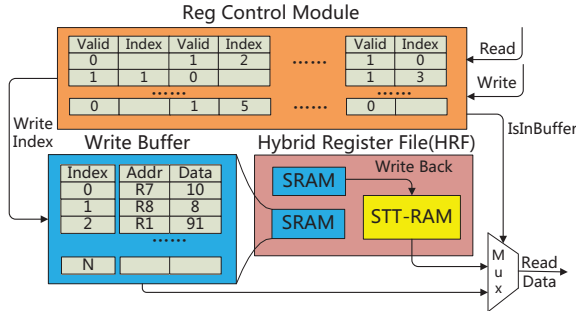 Reg Control Module
Valid Index Valid Index Valid Index
0 1 2 ...... 1 0
1 1 0 1 3
...... ......
0 1 5 ...... 0
Read
Write
Write
Index
IsInBuffer
Write Buffer
Index Addr Data
0 R7 10
1 R8 8
2 R1 91
......
N
Hybrid Register File(HRF)
Write Back
SRAM
SRAM
STT-RAM
Mux
Read
Data